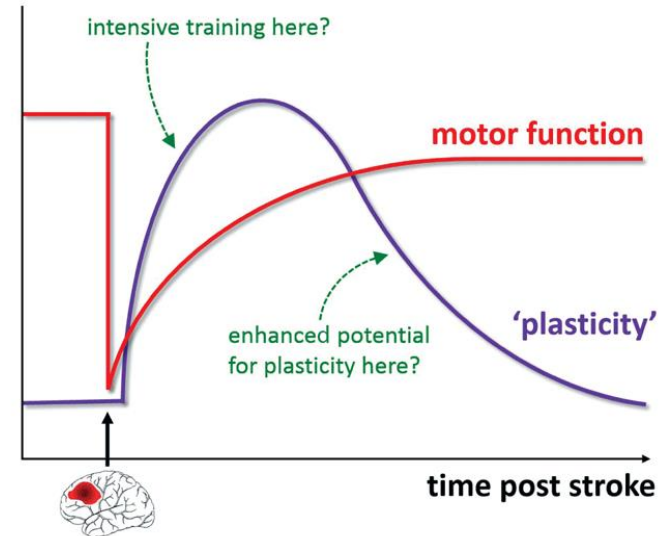 intensive training here?
motor function
‘plasticity’
enhanced potential
for plasticity here?
time post stroke